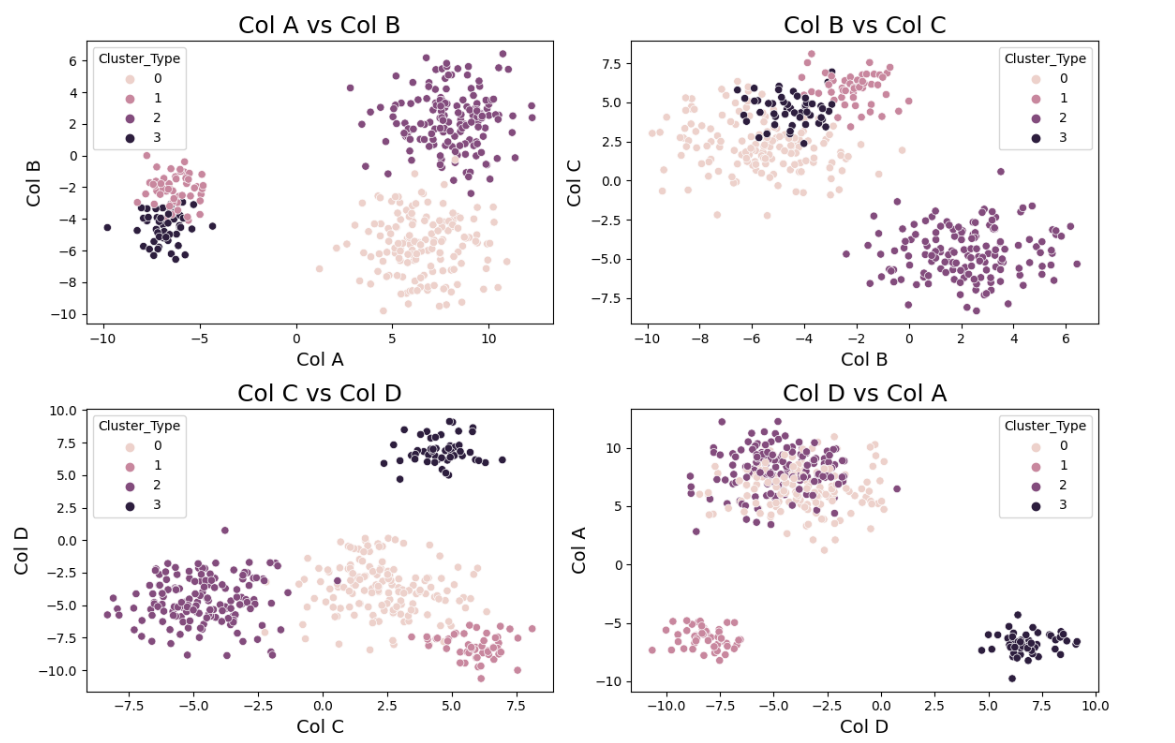 Col A vs Col B
Cluster_Type
0
1
2
3
6
4
2
0
−2
−4
−6
−8
−10
Col B
−10 −5 0 5 10
Col A
Col B vs Col C
Cluster_Type
0
1
2
3
7.5
5.0
2.5
0.0
−2.5
−5.0
−7.5
Col C
−10 −8 −6 −4 −2 0 2 4 6
Col B
Col C vs Col D
Cluster_Type
0
1
2
3
10.0
7.5
5.0
2.5
0.0
−2.5
−5.0
−7.5
−10.0
Col D
−7.5 −5.0 −2.5 0.0 2.5 5.0 7.5
Col C
Col D vs Col A
Cluster_Type
0
1
2
3
10
5
0
−5
−10
Col A
−10.0 −7.5 −5.0 −2.5 0.0 2.5 5.0 7.5 10.0
Col D